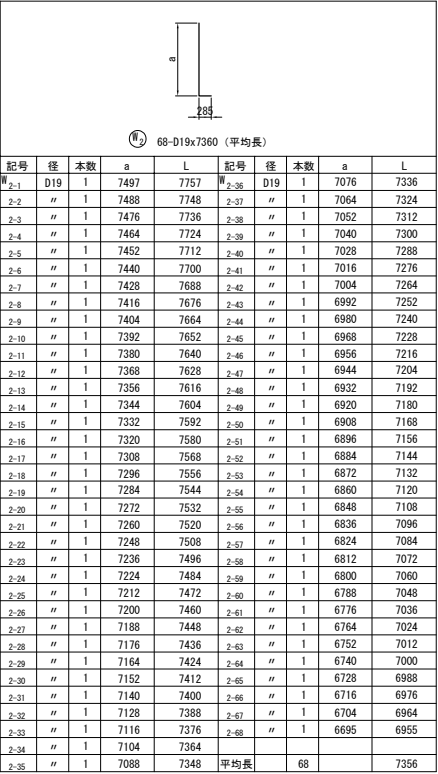 a
285
W2 68-D19x7360 (平均長)
記号 径 本数 a L 記号 径 本数 a L
W2-1 D19 1 7497 7757 W2-36 D19 1 7076 7336
2-2 〃 1 7488 7748 2-37 〃 1 7064 7324
2-3 〃 1 7476 7736 2-38 〃 1 7052 7312
2-4 〃 1 7464 7724 2-39 〃 1 7040 7300
2-5 〃 1 7452 7712 2-40 〃 1 7028 7288
2-6 〃 1 7440 7700 2-41 〃 1 7016 7276
2-7 〃 1 7428 7688 2-42 〃 1 7004 7264
2-8 〃 1 7416 7676 2-43 〃 1 6992 7252
2-9 〃 1 7404 7664 2-44 〃 1 6980 7240
2-10 〃 1 7392 7652 2-45 〃 1 6968 7228
2-11 〃 1 7380 7640 2-46 〃 1 6956 7216
2-12 〃 1 7368 7628 2-47 〃 1 6944 7204
2-13 〃 1 7356 7616 2-48 〃 1 6932 7192
2-14 〃 1 7344 7604 2-49 〃 1 6920 7180
2-15 〃 1 7332 7592 2-50 〃 1 6908 7168
2-16 〃 1 7320 7580 2-51 〃 1 6896 7156
2-17 〃 1 7308 7568 2-52 〃 1 6884 7144
2-18 〃 1 7296 7556 2-53 〃 1 6872 7132
2-19 〃 1 7284 7544 2-54 〃 1 6860 7120
2-20 〃 1 7272 7532 2-55 〃 1 6848 7108
2-21 〃 1 7260 7520 2-56 〃 1 6836 7096
2-22 〃 1 7248 7508 2-57 〃 1 6824 7084
2-23 〃 1 7236 7496 2-58 〃 1 6812 7072
2-24 〃 1 7224 7484 2-59 〃 1 6800 7060
2-25 〃 1 7212 7472 2-60 〃 1 6788 7048
2-26 〃 1 7200 7460 2-61 〃 1 6776 7036
2-27 〃 1 7188 7448 2-62 〃 1 6764 7024
2-28 〃 1 7176 7436 2-63 〃 1 6752 7012
2-29 〃 1 7164 7424 2-64 〃 1 6740 7000
2-30 〃 1 7152 7412 2-65 〃 1 6728 6988
2-31 〃 1 7140 7400 2-66 〃 1 6716 6976
2-32 〃 1 7128 7388 2-67 〃 1 6704 6964
2-33 〃 1 7116 7376 2-68 〃 1 6695 6955
2-34 〃 1 7104 7364
2-35 〃 1 7088 7348 平均長 68 7356